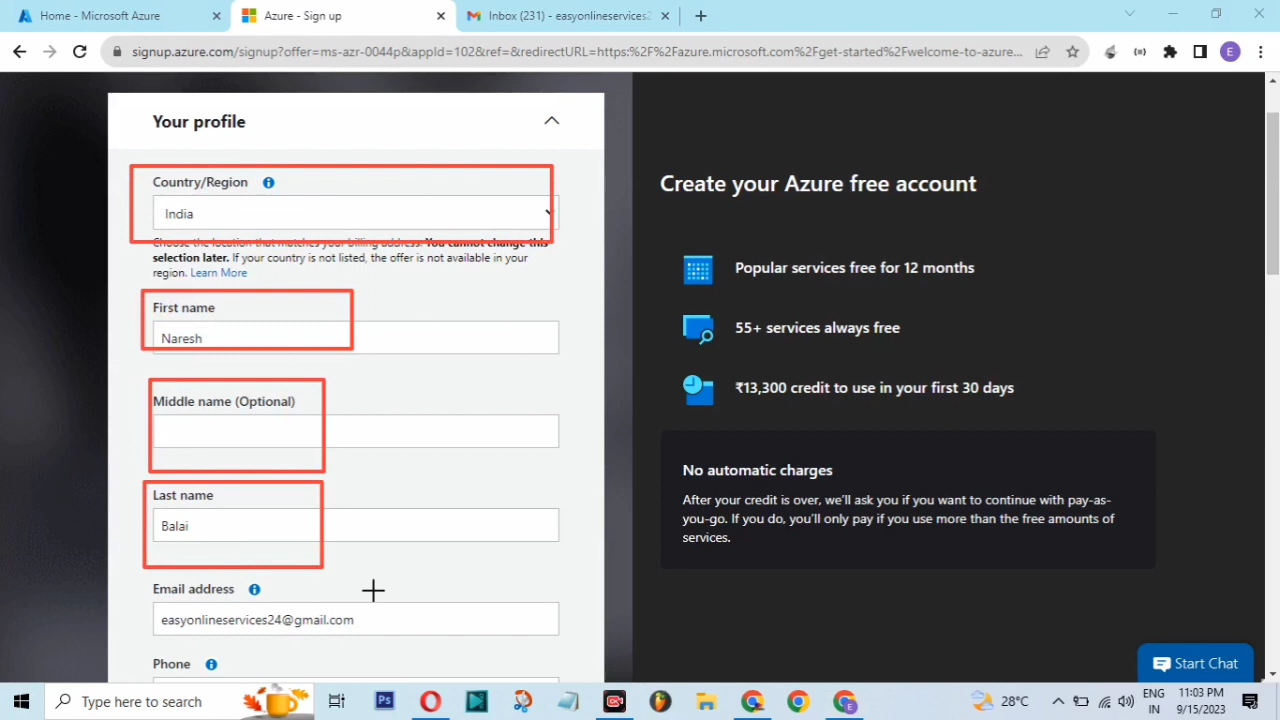 Home - Microsoft Azure
Azure - Sign up
Inbox (231) - easyonlineservices2
signup.azure.com/signup?offer=ms-azr-0044p&appId=102&ref=&redirectURL=https:%2F%2Fazure.microsoft.com%2Fget-started%2Fwelcome-to-azure...
E
Your profile
Country/Region
India
Choose the location that matches your billing address. You cannot change this
selection later. If your country is not listed, the offer is not available in your
region. Learn More
First name
Naresh
Middle name (Optional)
Last name
Balai
Email address
easyonlineservices24@gmail.com
Phone
Create your Azure free account
Popular services free for 12 months
55+ services always free
₹13,300 credit to use in your first 30 days
No automatic charges
After your credit is over, we'll ask you if you want to continue with pay-as-
you-go. If you do, you'll only pay if you use more than the free amounts of
services.
Start Chat
Type here to search
Ps
E
28°C
ENG
IN
11:03 PM
9/15/2023